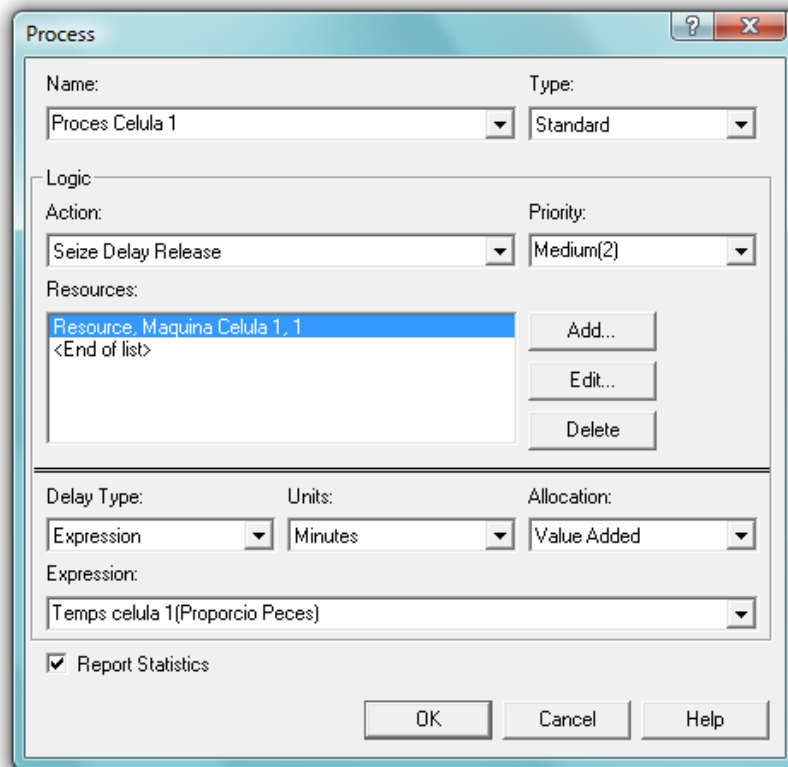 Process
Name:
Type:
Proces Celula 1
Standard
Logic
Action:
Priority:
Seize Delay Release
Medium(2)
Resources:
Resource, Maquina Celula 1, 1
<End of list>
Add...
Edit...
Delete
Delay Type:
Units:
Allocation:
Expression
Minutes
Value Added
Expression:
Temps celula 1(Proporcio Peces)
Report Statistics
OK
Cancel
Help